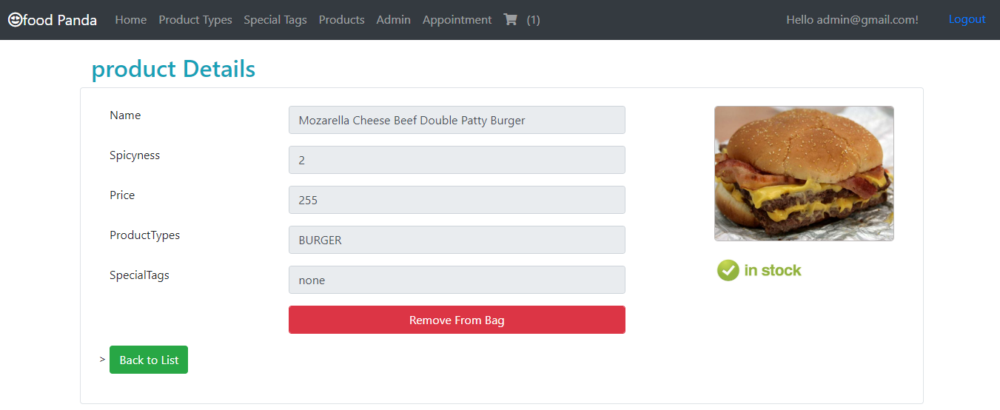 food Panda Home Product Types Special Tags Products Admin Appointment (1) Hello admin@gmail.com! Logout
product Details
Name Mozarella Cheese Beef Double Patty Burger
Spicyness 2
Price 255
ProductTypes BURGER
in stock
SpecialTags none
Remove From Bag
> Back to List